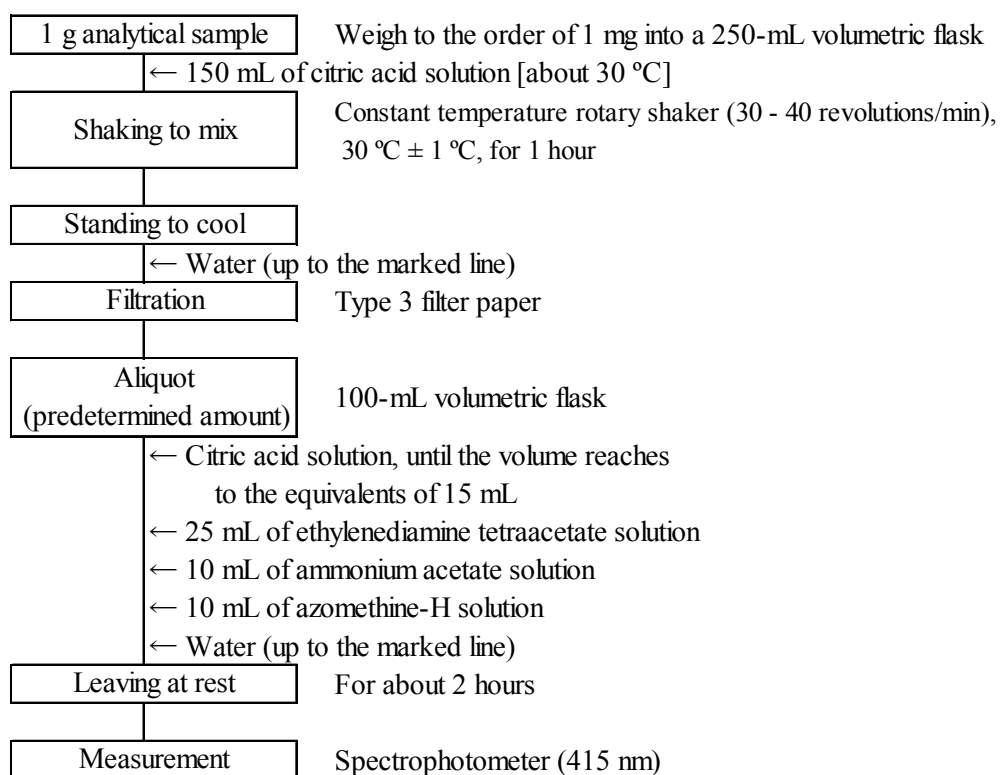 1 g analytical sample Weigh to the order of 1 mg into a 250-mL volumetric flask
← 150 mL of citric acid solution [about 30 ºC]
Shaking to mix
Constant temperature rotary shaker (30 - 40 revolutions/min),
30 ºC ± 1 ºC, for 1 hour
Standing to cool
← Water (up to the marked line)
Filtration Type 3 filter paper
Aliquot
(predetermined amount)
100-mL volumetric flask
← Citric acid solution, until the volume reaches
to the equivalents of 15 mL
← 25 mL of ethylenediamine tetraacetate solution
← 10 mL of ammonium acetate solution
← 10 mL of azomethine-H solution
← Water (up to the marked line)
Leaving at rest For about 2 hours
Measurement Spectrophotometer (415 nm)